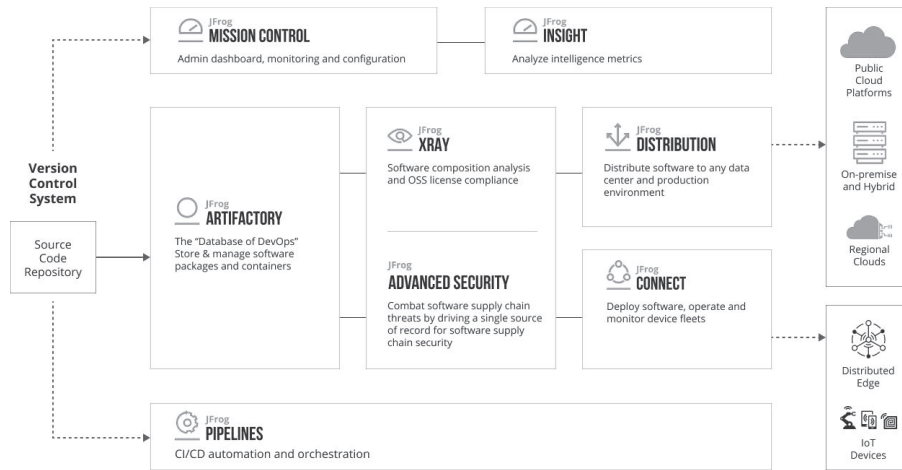 JFrog
MISSION CONTROL
Admin dashboard, monitoring and configuration
JFrog
INSIGHT
Analyze intelligence metrics
Public
Cloud
Platforms
On-premise
and Hybrid
Regional
Clouds
Version
Control
System
Source
Code
Repository
JFrog
ARTIFACTORY
The “Database of DevOps”
Store & manage software
packages and containers
JFrog
XRAY
Software composition analysis
and OSS license compliance
JFrog
ADVANCED SECURITY
Combat software supply chain
threats by driving a single source
of record for software supply
chain security
JFrog
DISTRIBUTION
Distribute software to any data
center and production
environment
JFrog
CONNECT
Deploy software, operate and
monitor device fleets
Distributed
Edge
IoT
Devices
JFrog
PIPELINES
CI/CD automation and orchestration